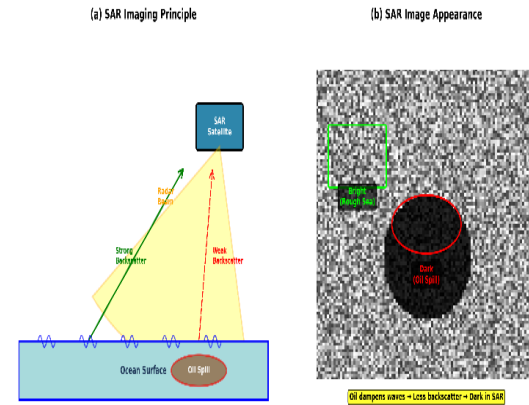 (a) SAR Imaging Principle
SAR
Satellite
Radar
Beam
Strong
Backscatter
Weak
Backscatter
Ocean Surface
Oil Spill
(b) SAR Image Appearance
Bright
(Rough Sea)
Dark
(Oil Spill)
Oil dampens waves → Less backscatter → Dark in SAR